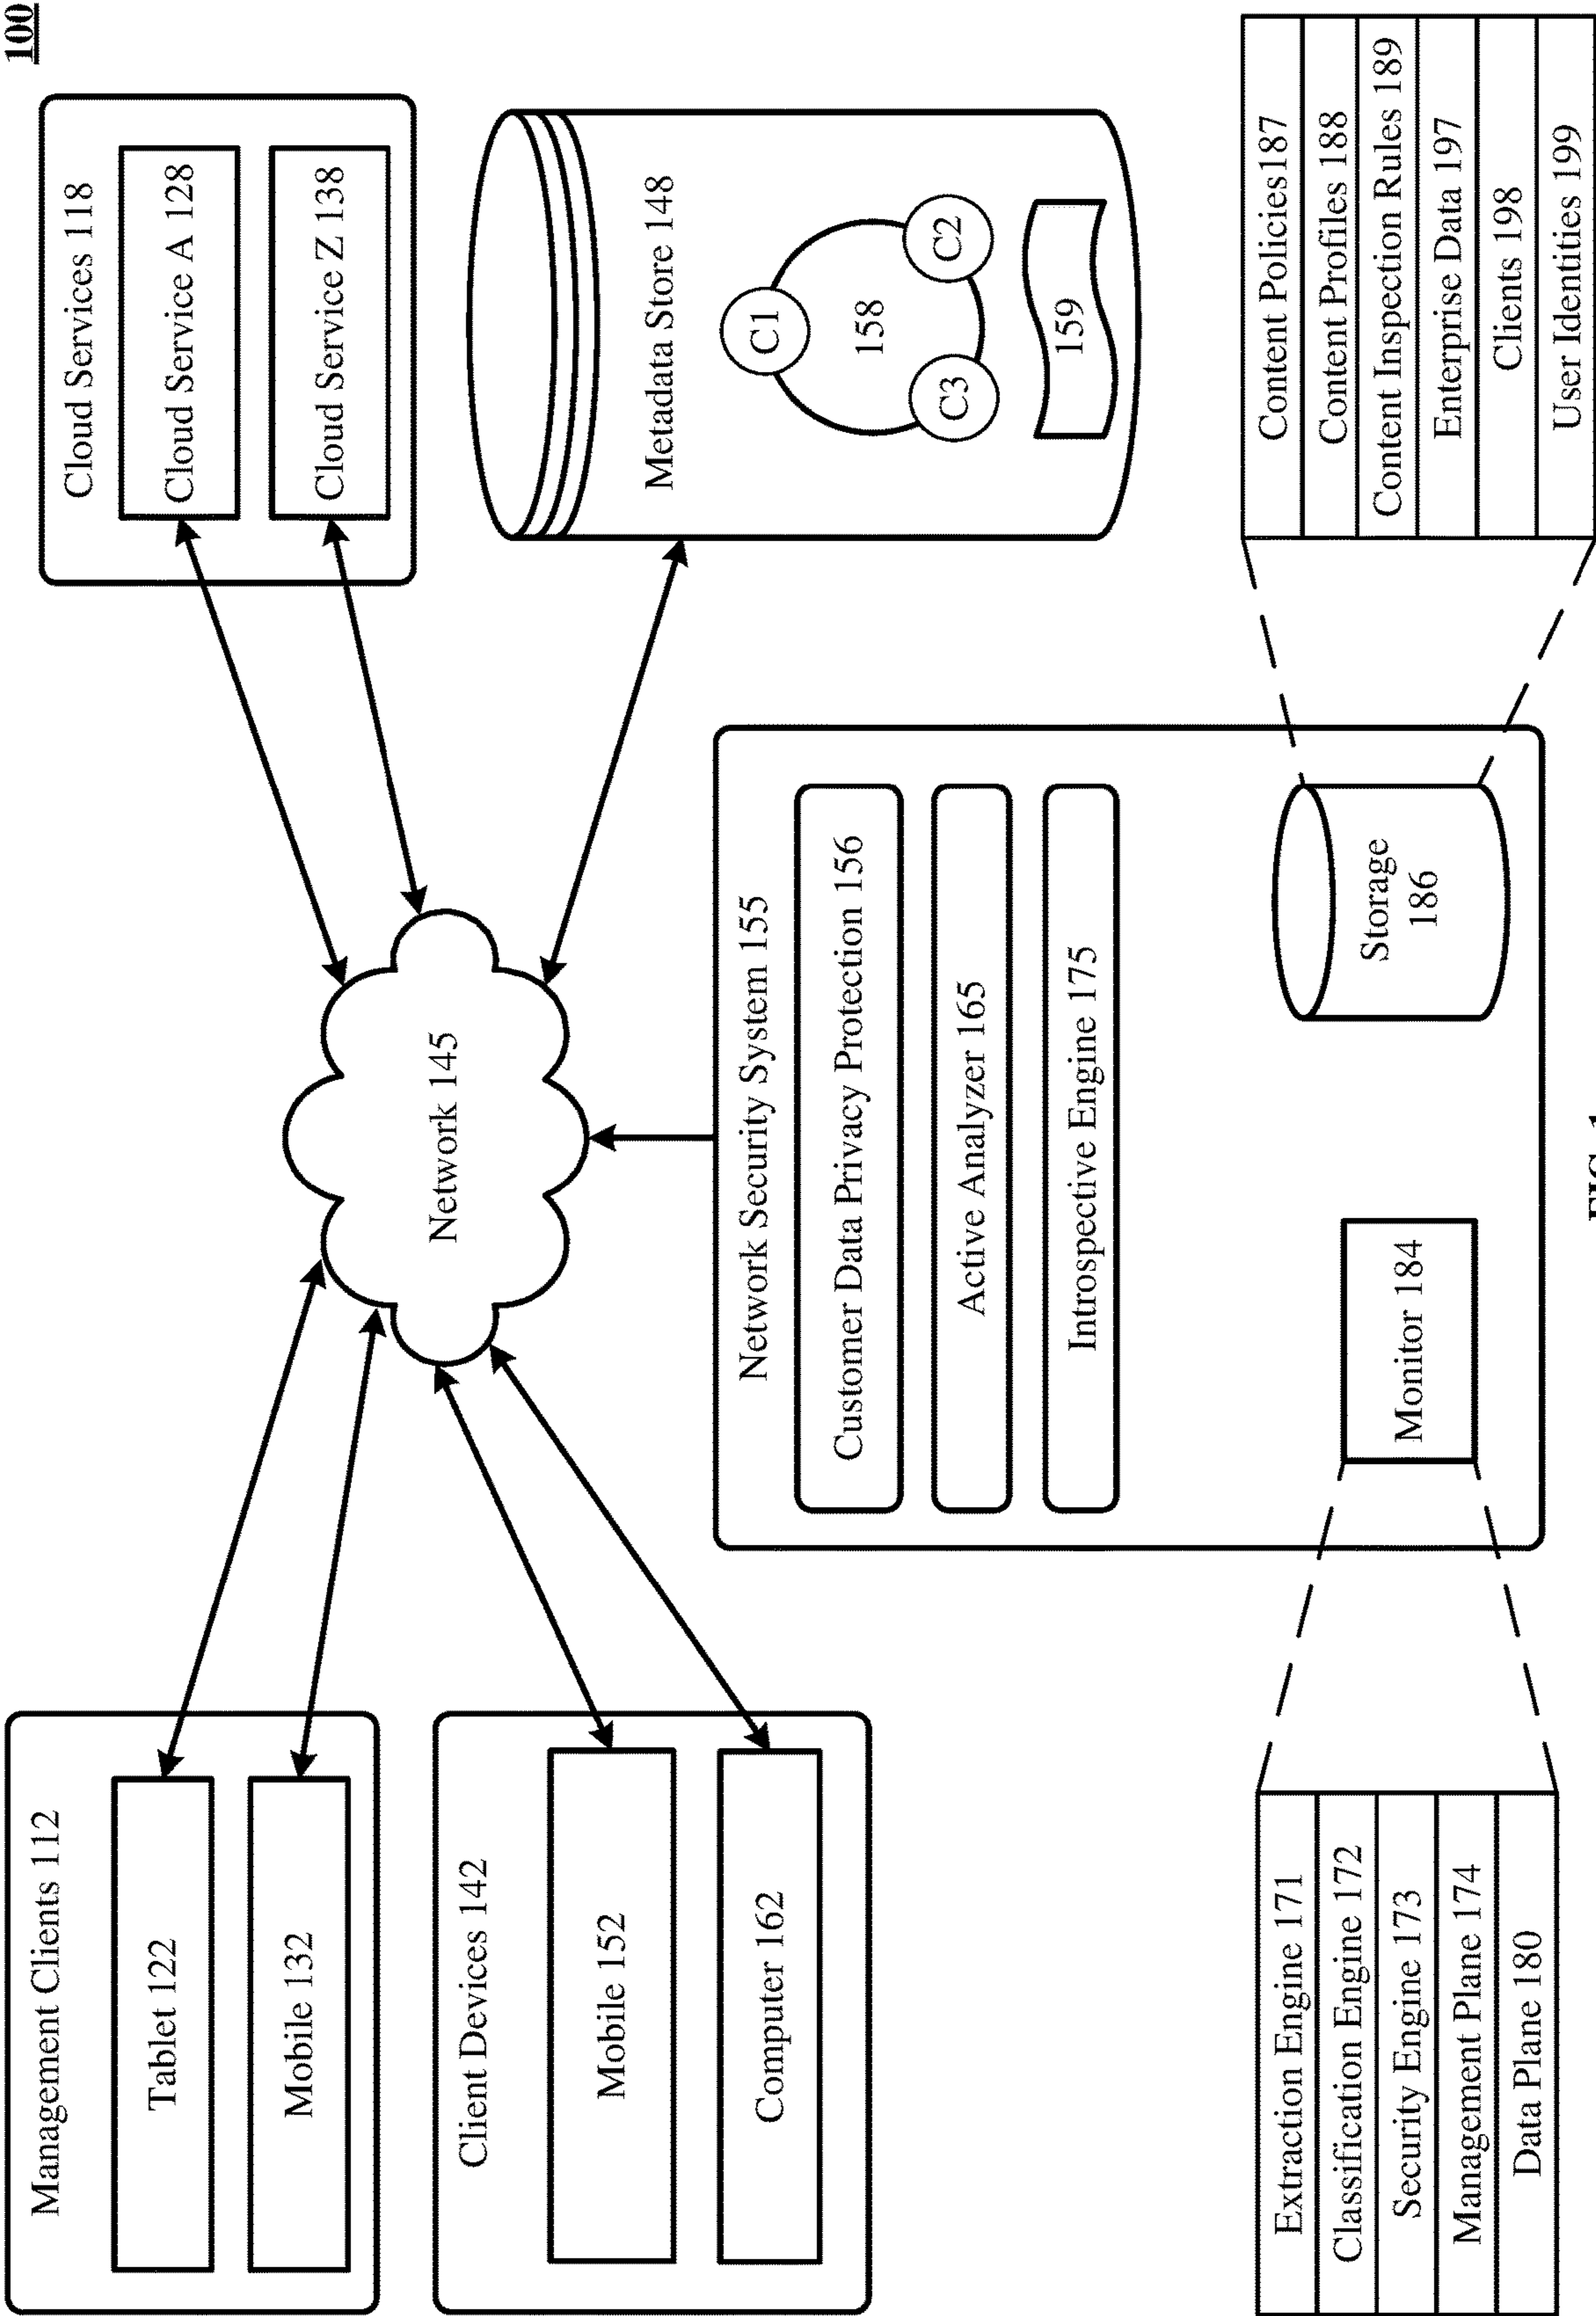 100
Management Clients 112
Tablet 122
Mobile 132
Client Devices 142
Mobile 152
Computer 162
Network 145
Cloud Services 118
Cloud Service A 128
Cloud Service Z 138
Metadata Store 148
C1
158
C3
C2
159
Network Security System 155
Customer Data Privacy Protection 156
Active Analyzer 165
Introspective Engine 175
Monitor 184
Storage
186
Extraction Engine 171
Classification Engine 172
Security Engine 173
Management Plane 174
Data Plane 180
Content Policies187
Content Profiles 188
Content Inspection Rules 189
Enterprise Data 197
Clients 198
User Identities 199